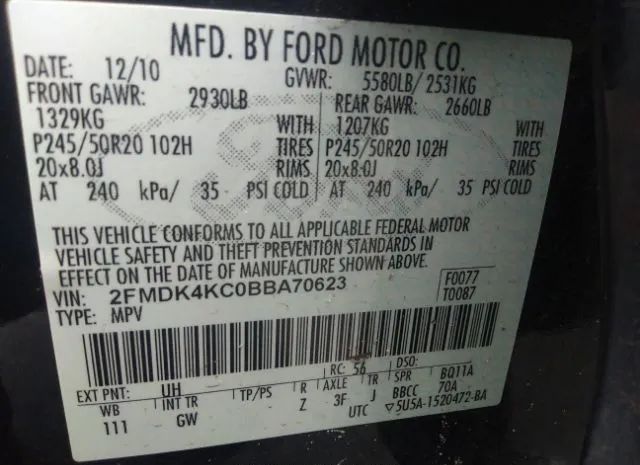 MFD. BY FORD MOTOR CO.
DATE: 12/10 GVWR: 5580LB/ 2531KG
FRONT GAWR: 2930LB REAR GAWR: 2660LB
1329KG WITH 1207KG WITH
P245/50R20 102H TIRES P245/50R20 102H TIRES
20x8.0J RIMS 20x8.0J RIMS
AT 240 kPa/ 35 PSI COLD AT 240 kPa/ 35 PSI COLD
THIS VEHICLE CONFORMS TO ALL APPLICABLE FEDERAL MOTOR
VEHICLE SAFETY AND THEFT PREVENTION STANDARDS IN
EFFECT ON THE DATE OF MANUFACTURE SHOWN ABOVE.
VIN: 2FMDK4KC0BBA70623 F0077
TYPE: MPV T0087
RC: 56 DSO:
EXT PNT: UH R AXLE TR SPR BQ11A
WB INT TR TP/PS Z 3F J BBCC 70A
111 GW UTC ▽5U5A-1520472-BA